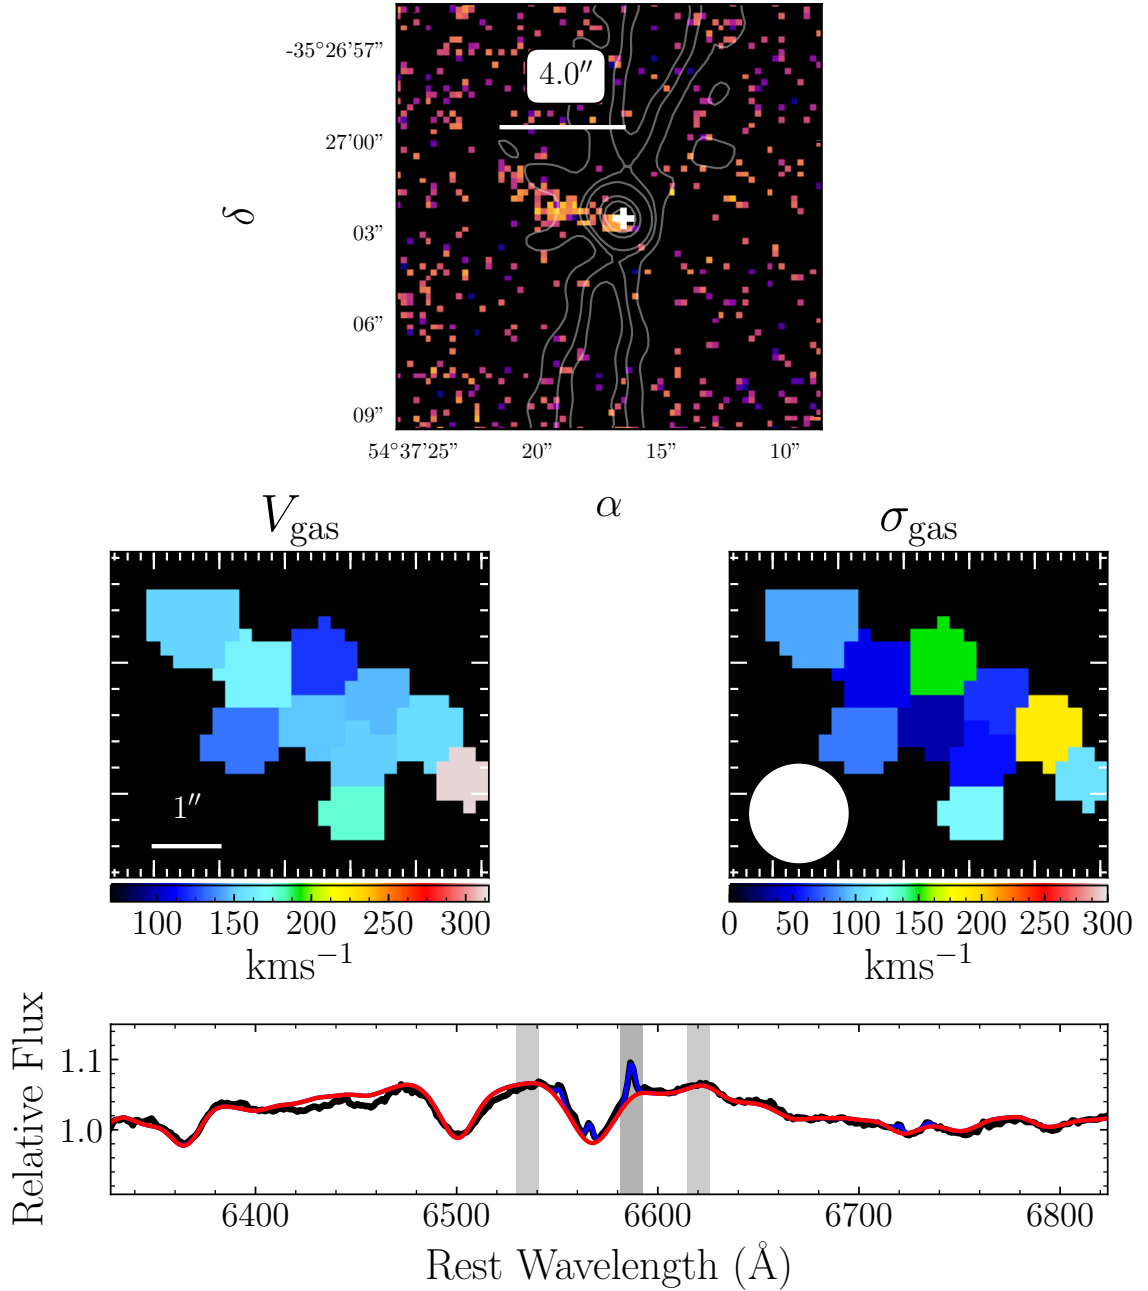 -35°26'57"
4.0″
27'00"
δ
03"
06"
09"
54°37'25" 20" 15" 10"
α
V_gas σ_gas
1″
100 150 200 250 300 0 50 100 150 200 250 300
kms⁻¹ kms⁻¹
Relative Flux
1.1
1.0
6400 6500 6600 6700 6800
Rest Wavelength (Å)